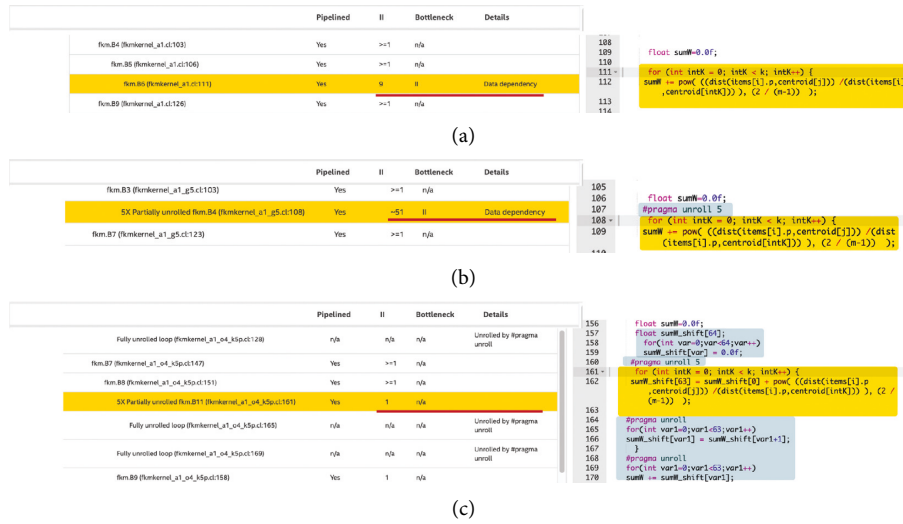 Pipelined II Bottleneck Details
fkm.B4 (fkmkernel_a1.cl:103) Yes >=1 n/a
fkm.B5 (fkmkernel_a1.cl:106) Yes >=1 n/a
fkm.B6 (fkmkernel_a1.cl:111) Yes 9 II Data dependency
fkm.B9 (fkmkernel_a1.cl:126) Yes >=1 n/a
108
109 float sumW=0.0f;
110
111 for (int intK = 0; intK < k; intK++) {
112 sumW += pow( ((dist(items[i].p,centroid[j])) /(dist(items[i]
,centroid[intK])) ), (2 / (m-1)) );
113
114
(a)
Pipelined II Bottleneck Details
fkm.B3 (fkmkernel_a1_g5.cl:103) Yes >=1 n/a
5X Partially unrolled fkm.B4 (fkmkernel_a1_g5.cl:108) Yes ~51 II Data dependency
fkm.B7 (fkmkernel_a1_g5.cl:123) Yes >=1 n/a
105
106 float sumW=0.0f;
107 #pragma unroll 5
108 for (int intK = 0; intK < k; intK++) {
109 sumW += pow( ((dist(items[i].p,centroid[j])) /(dist
(items[i].p,centroid[intK])) ), (2 / (m-1)) );
110
(b)
Pipelined II Bottleneck Details
Fully unrolled loop (fkmkernel_a1_o4_k5p.cl:128) n/a n/a n/a Unrolled by #pragma
unroll
fkm.B7 (fkmkernel_a1_o4_k5p.cl:147) Yes >=1 n/a
fkm.B8 (fkmkernel_a1_o4_k5p.cl:151) Yes >=1 n/a
5X Partially unrolled fkm.B11 (fkmkernel_a1_o4_k5p.cl:161) Yes 1 n/a
Fully unrolled loop (fkmkernel_a1_o4_k5p.cl:165) n/a n/a n/a Unrolled by #pragma
unroll
Fully unrolled loop (fkmkernel_a1_o4_k5p.cl:169) n/a n/a n/a Unrolled by #pragma
unroll
fkm.B9 (fkmkernel_a1_o4_k5p.cl:158) Yes 1 n/a
156 float sumW=0.0f;
157 float sumW_shift[64];
158 for(int var=0;var<64;var++)
159 sumW_shift[var] = 0.0f;
160 #pragma unroll 5
161 for (int intK = 0; intK < k; intK++) {
162 sumW_shift[63] = sumW_shift[0] + pow( ((dist(items[i].p
,centroid[j])) /(dist(items[i].p,centroid[intK])) ), (2 /
(m-1)) );
163
164 #pragma unroll
165 for(int var1=0;var1<63;var1++)
166 sumW_shift[var1] = sumW_shift[var1+1];
167 }
168 #pragma unroll
169 for(int var1=0;var1<63;var1++)
170 sumW += sumW_shift[var1];
(c)